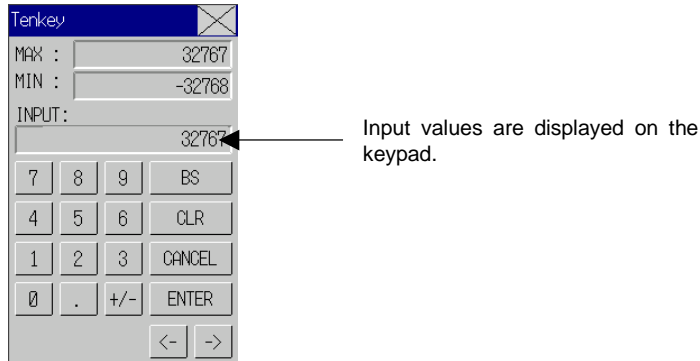 Tenkey
MAX : 32767
MIN : -32768
INPUT:
32767
Input values are displayed on the
keypad.
7 8 9 BS
4 5 6 CLR
1 2 3 CANCEL
0 . +/- ENTER
<- ->